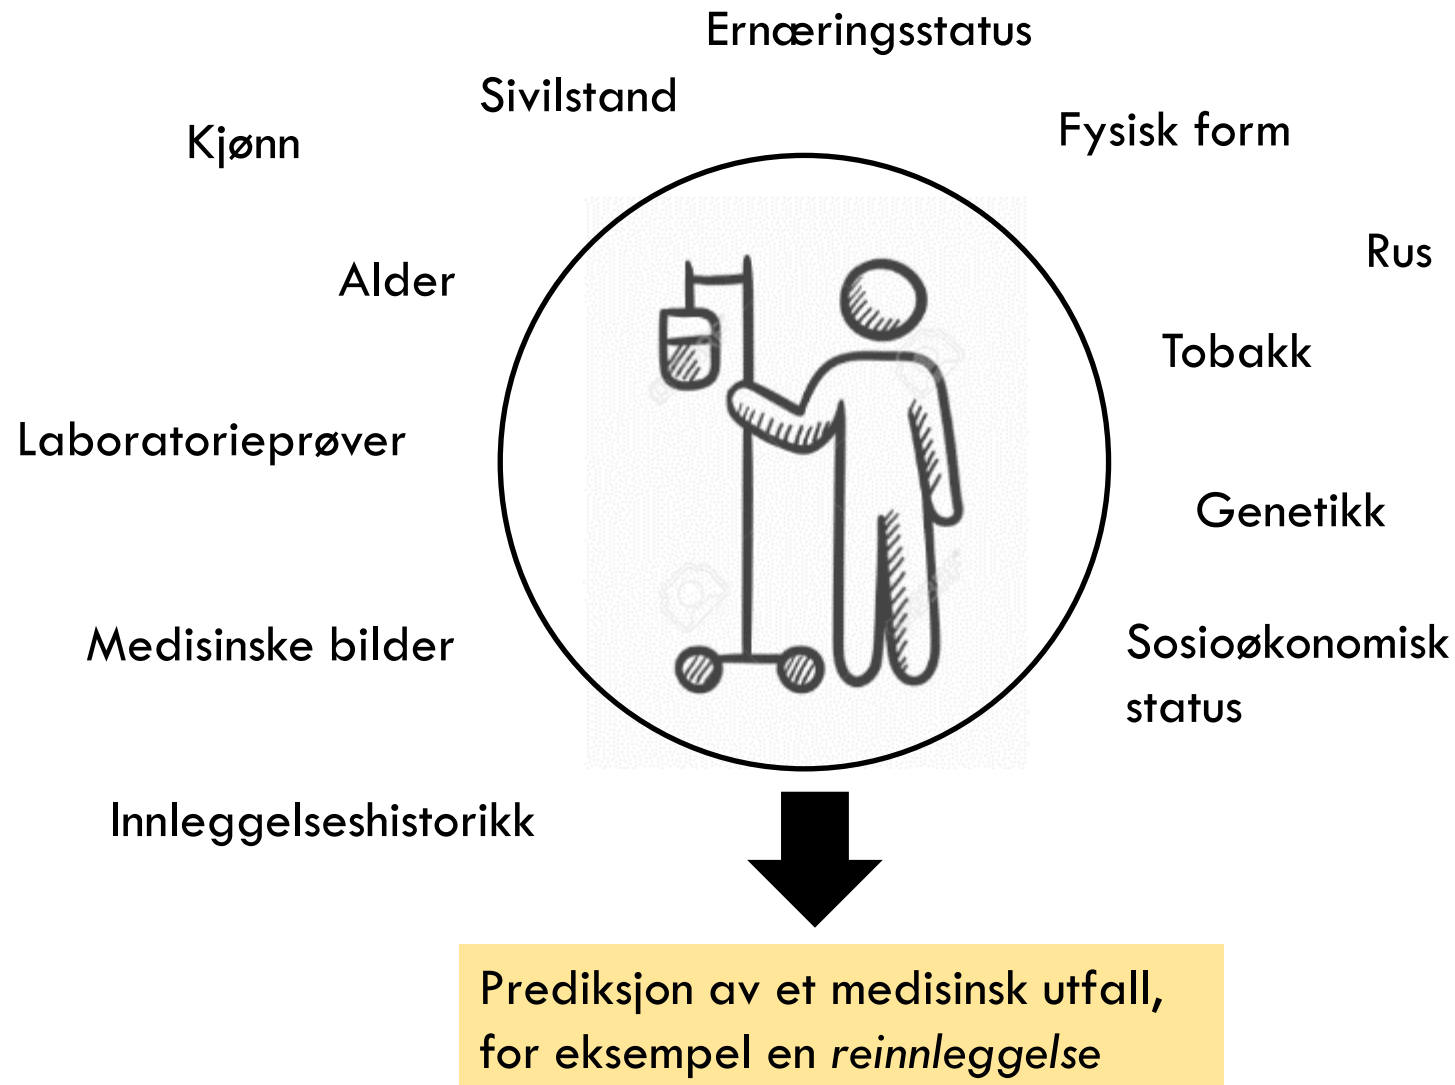 Ernæringsstatus
Sivilstand
Kjønn
Fysisk form
Alder
Rus
Tobakk
Laboratorieprøver
Genetikk
Medisinske bilder
Sosioøkonomisk
status
Innleggelseshistorikk
Prediksjon av et medisinsk utfall,
for eksempel en reinnleggelse